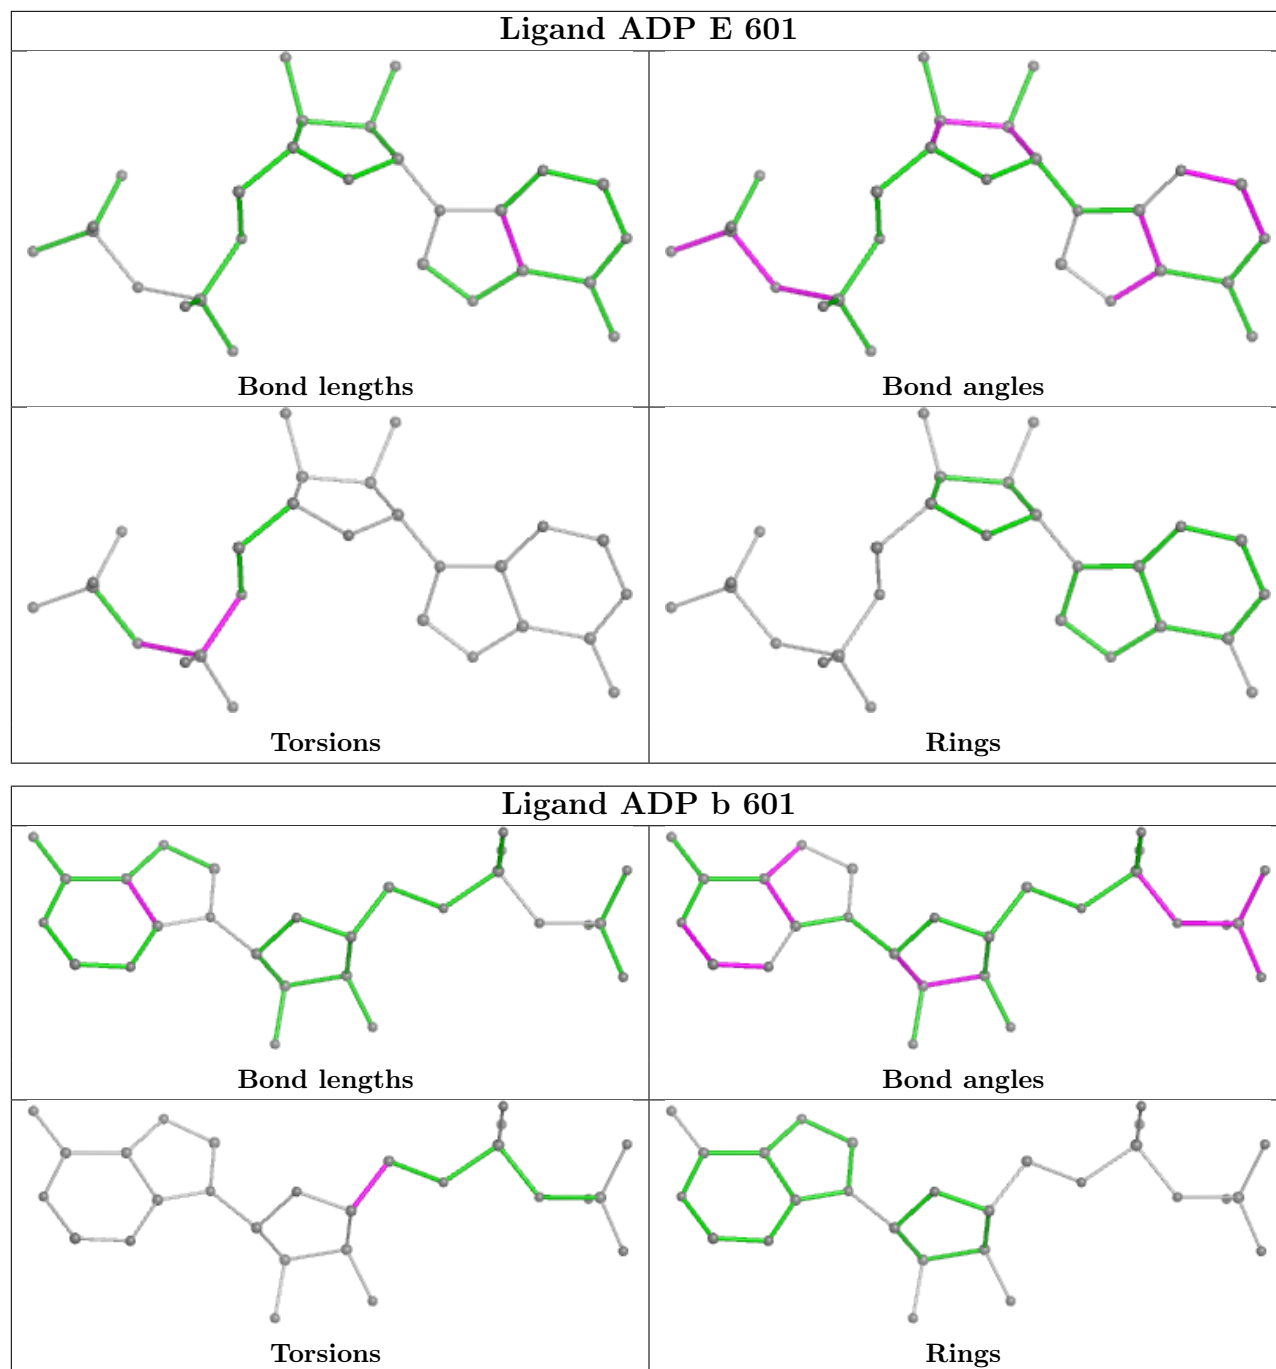 Ligand ADP E 601
Bond lengths
Bond angles
Torsions
Rings
Ligand ADP b 601
Bond lengths
Bond angles
Torsions
Rings